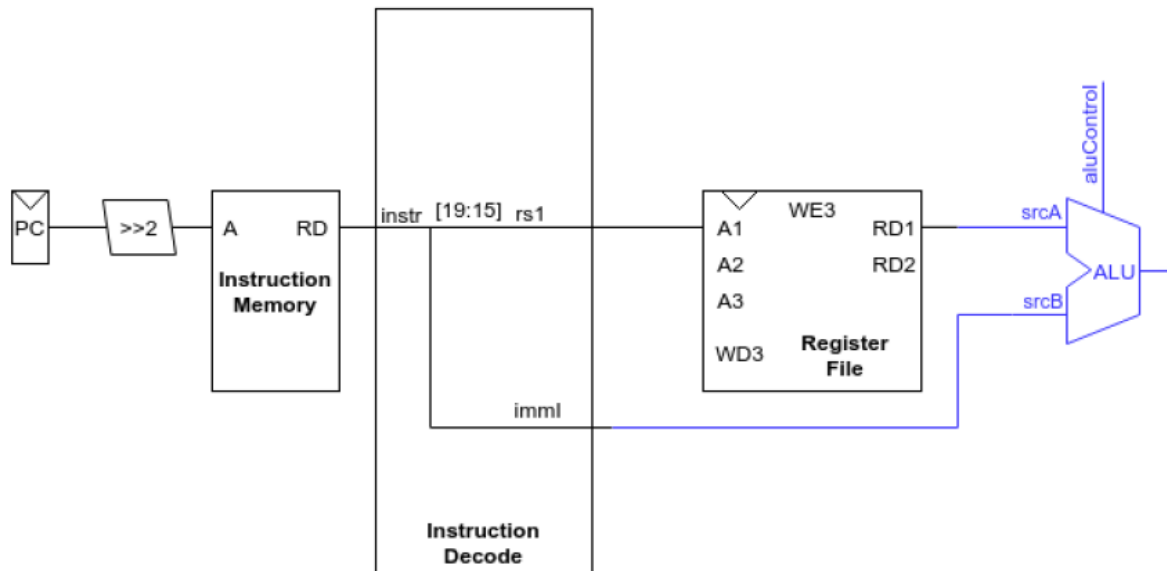 aluControl
instr [19:15] rs1
PC
>>2
A RD
Instruction
Memory
A1 WE3 RD1
A2 RD2
A3
WD3
Register
File
srcA
ALU
srcB
immI
Instruction
Decode